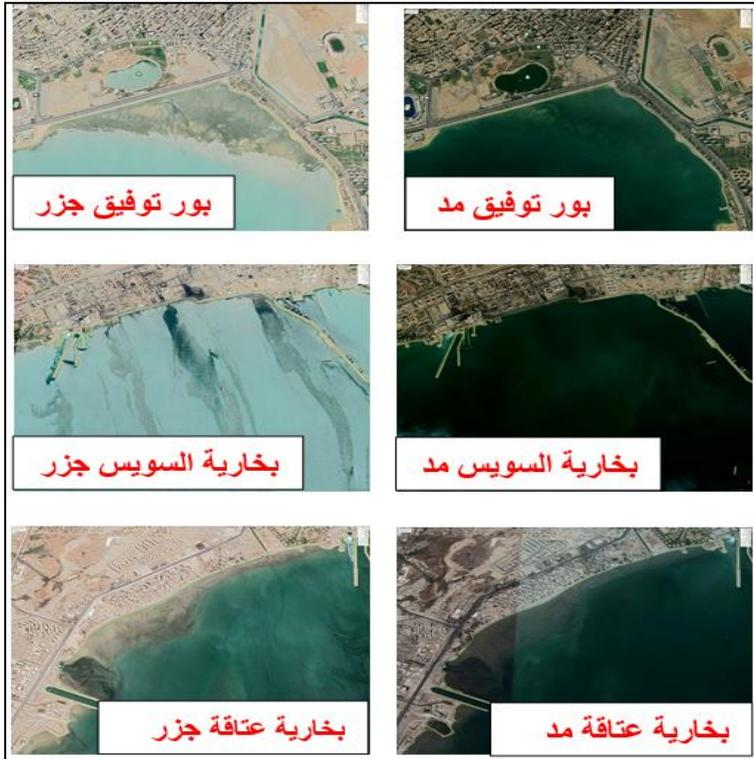 بور توفيق مد
بور توفيق جزر
بخارية السويس مد
بخارية السويس جزر
بخارية عتاقة مد
بخارية عتاقة جزر